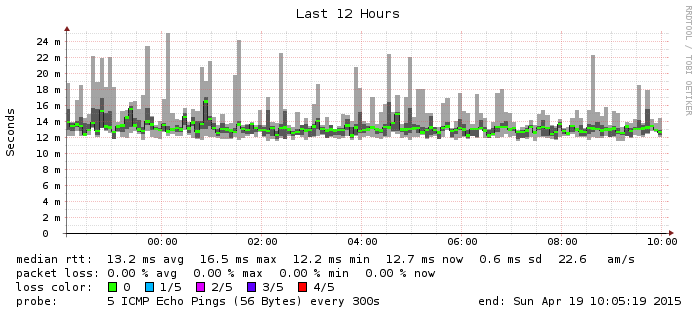 Last 12 Hours
RRDTOOL / TOBI OETIKER
Seconds
24 m
22 m
20 m
18 m
16 m
14 m
12 m
10 m
8 m
6 m
4 m
2 m
0
00:00 02:00 04:00 06:00 08:00 10:00
median rtt: 13.2 ms avg 16.5 ms max 12.2 ms min 12.7 ms now 0.6 ms sd 22.6 am/s
packet loss: 0.00 % avg 0.00 % max 0.00 % min 0.00 % now
loss color: 0 1/5 2/5 3/5 4/5
probe: 5 ICMP Echo Pings (56 Bytes) every 300s end: Sun Apr 19 10:05:19 2015